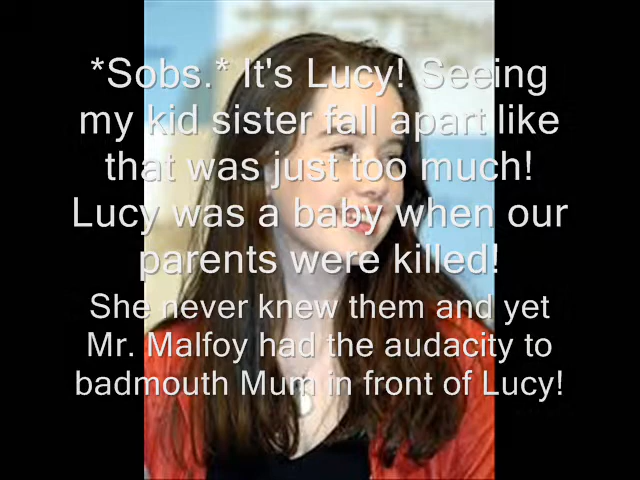 *Sobs.* It's Lucy! Seeing
my kid sister fall apart like
that was just too much!
Lucy was a baby when our
parents were killed!
She never knew them and yet
Mr. Malfoy had the audacity to
badmouth Mum in front of Lucy!